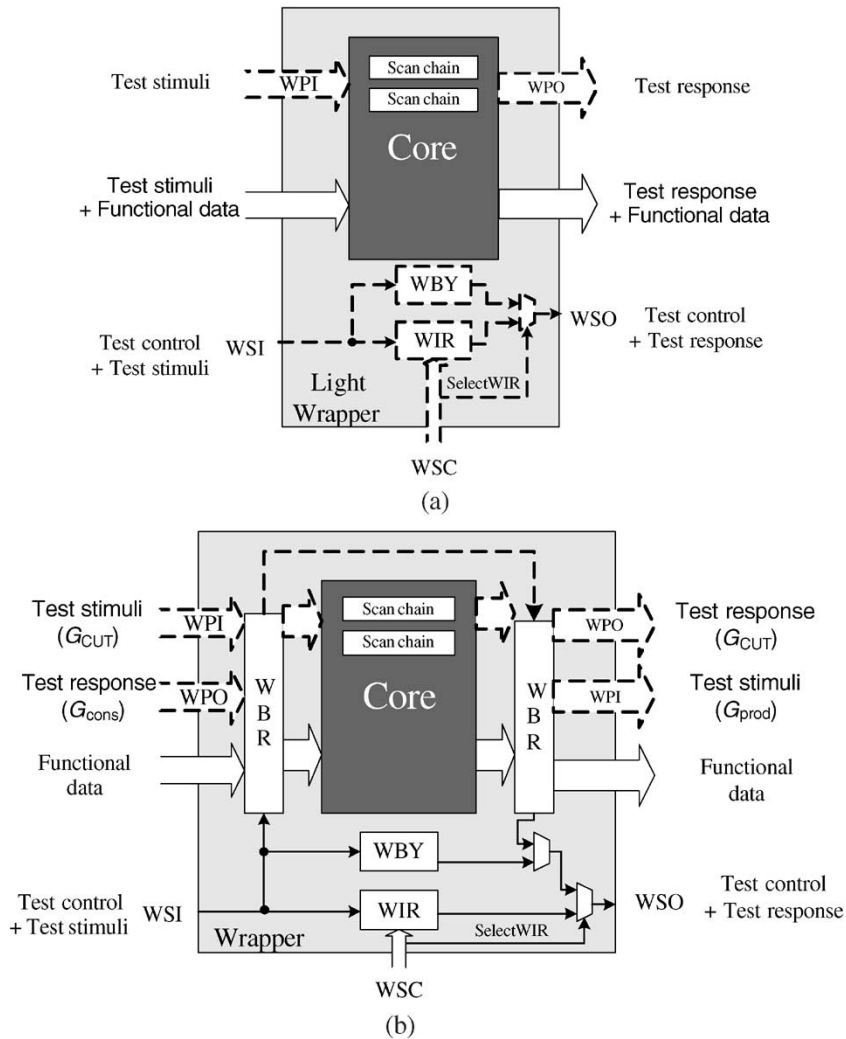 Test stimuli
WPI
Scan chain
Scan chain
Core
WPO
Test response
Test stimuli
+ Functional data
Test response
+ Functional data
WBY
WIR
WSI
WSO
Test control
+ Test stimuli
Test control
+ Test response
SelectWIR
Light
Wrapper
WSC
(a)
Test stimuli
(GCUT)
WPI
Test response
(Gcons)
WPO
Functional
data
W
B
R
Scan chain
Scan chain
Core
W
B
R
WPO
Test response
(GCUT)
WPI
Test stimuli
(Gprod)
Functional
data
WBY
WIR
Test control
+ Test stimuli
WSI
WSO
Test control
+ Test response
SelectWIR
Wrapper
WSC
(b)